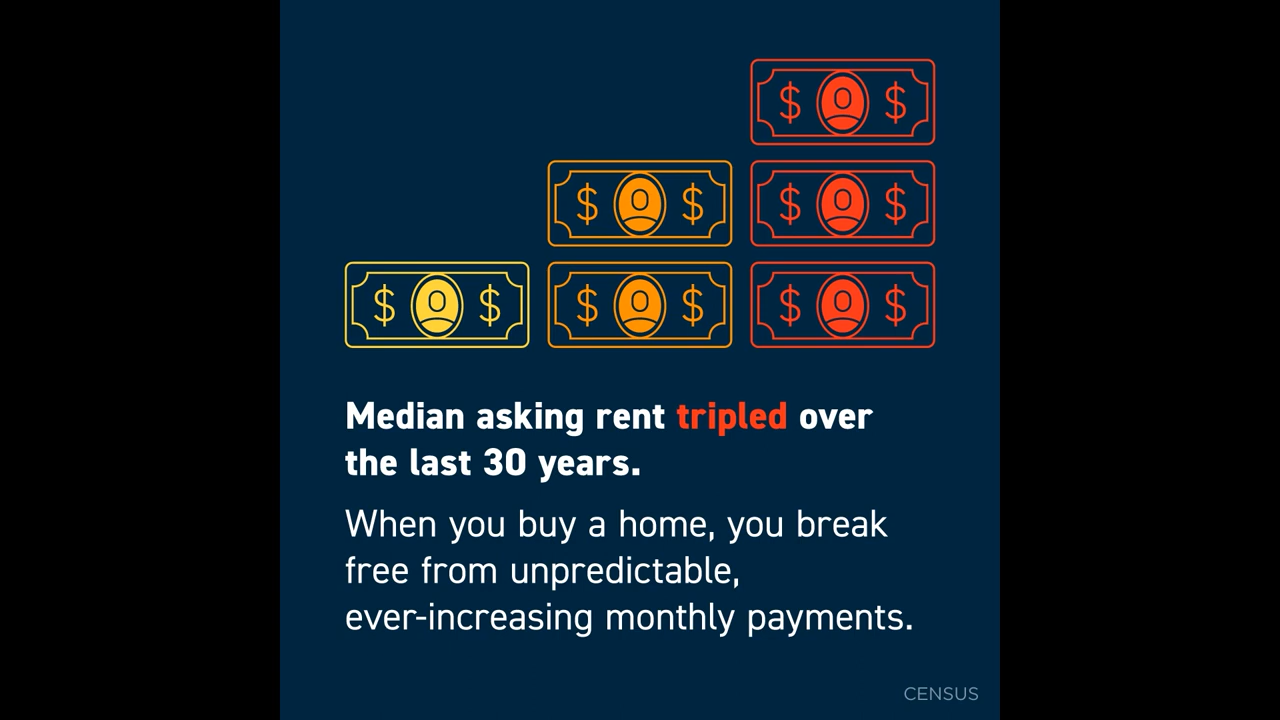 $ $
$ $
$ $
$ $
$ $
$ $
Median asking rent tripled over
the last 30 years.
When you buy a home, you break
free from unpredictable,
ever-increasing monthly payments.
CENSUS